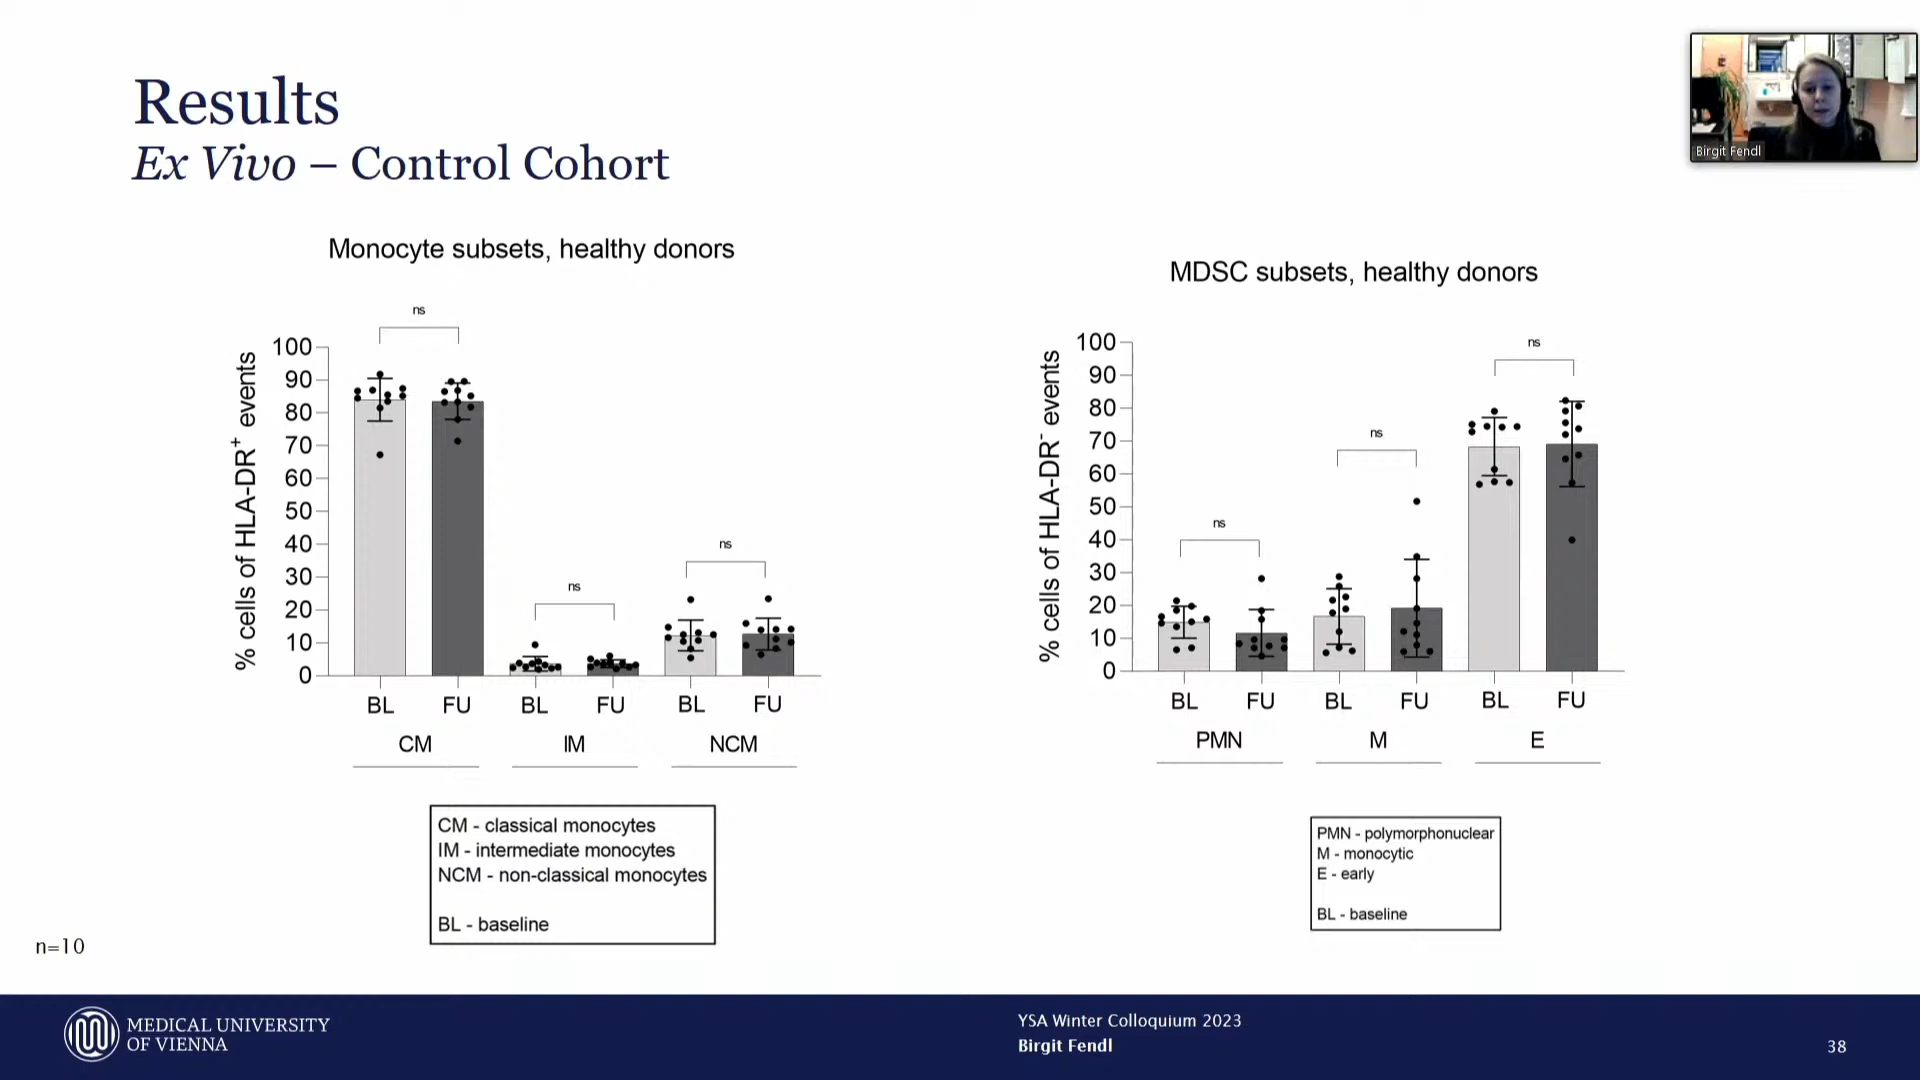 Results
Ex Vivo – Control Cohort
Birgit Fendl
Monocyte subsets, healthy donors
ns
ns
ns
% cells of HLA-DR+ events
100
90
80
70
60
50
40
30
20
10
0
BL FU BL FU BL FU
CM IM NCM
CM - classical monocytes
IM - intermediate monocytes
NCM - non-classical monocytes
BL - baseline
MDSC subsets, healthy donors
ns
ns
ns
% cells of HLA-DR- events
100
90
80
70
60
50
40
30
20
10
0
BL FU BL FU BL FU
PMN M E
PMN - polymorphonuclear
M - monocytic
E - early
BL - baseline
n=10
MEDICAL UNIVERSITY
OF VIENNA
YSA Winter Colloquium 2023
Birgit Fendl
38